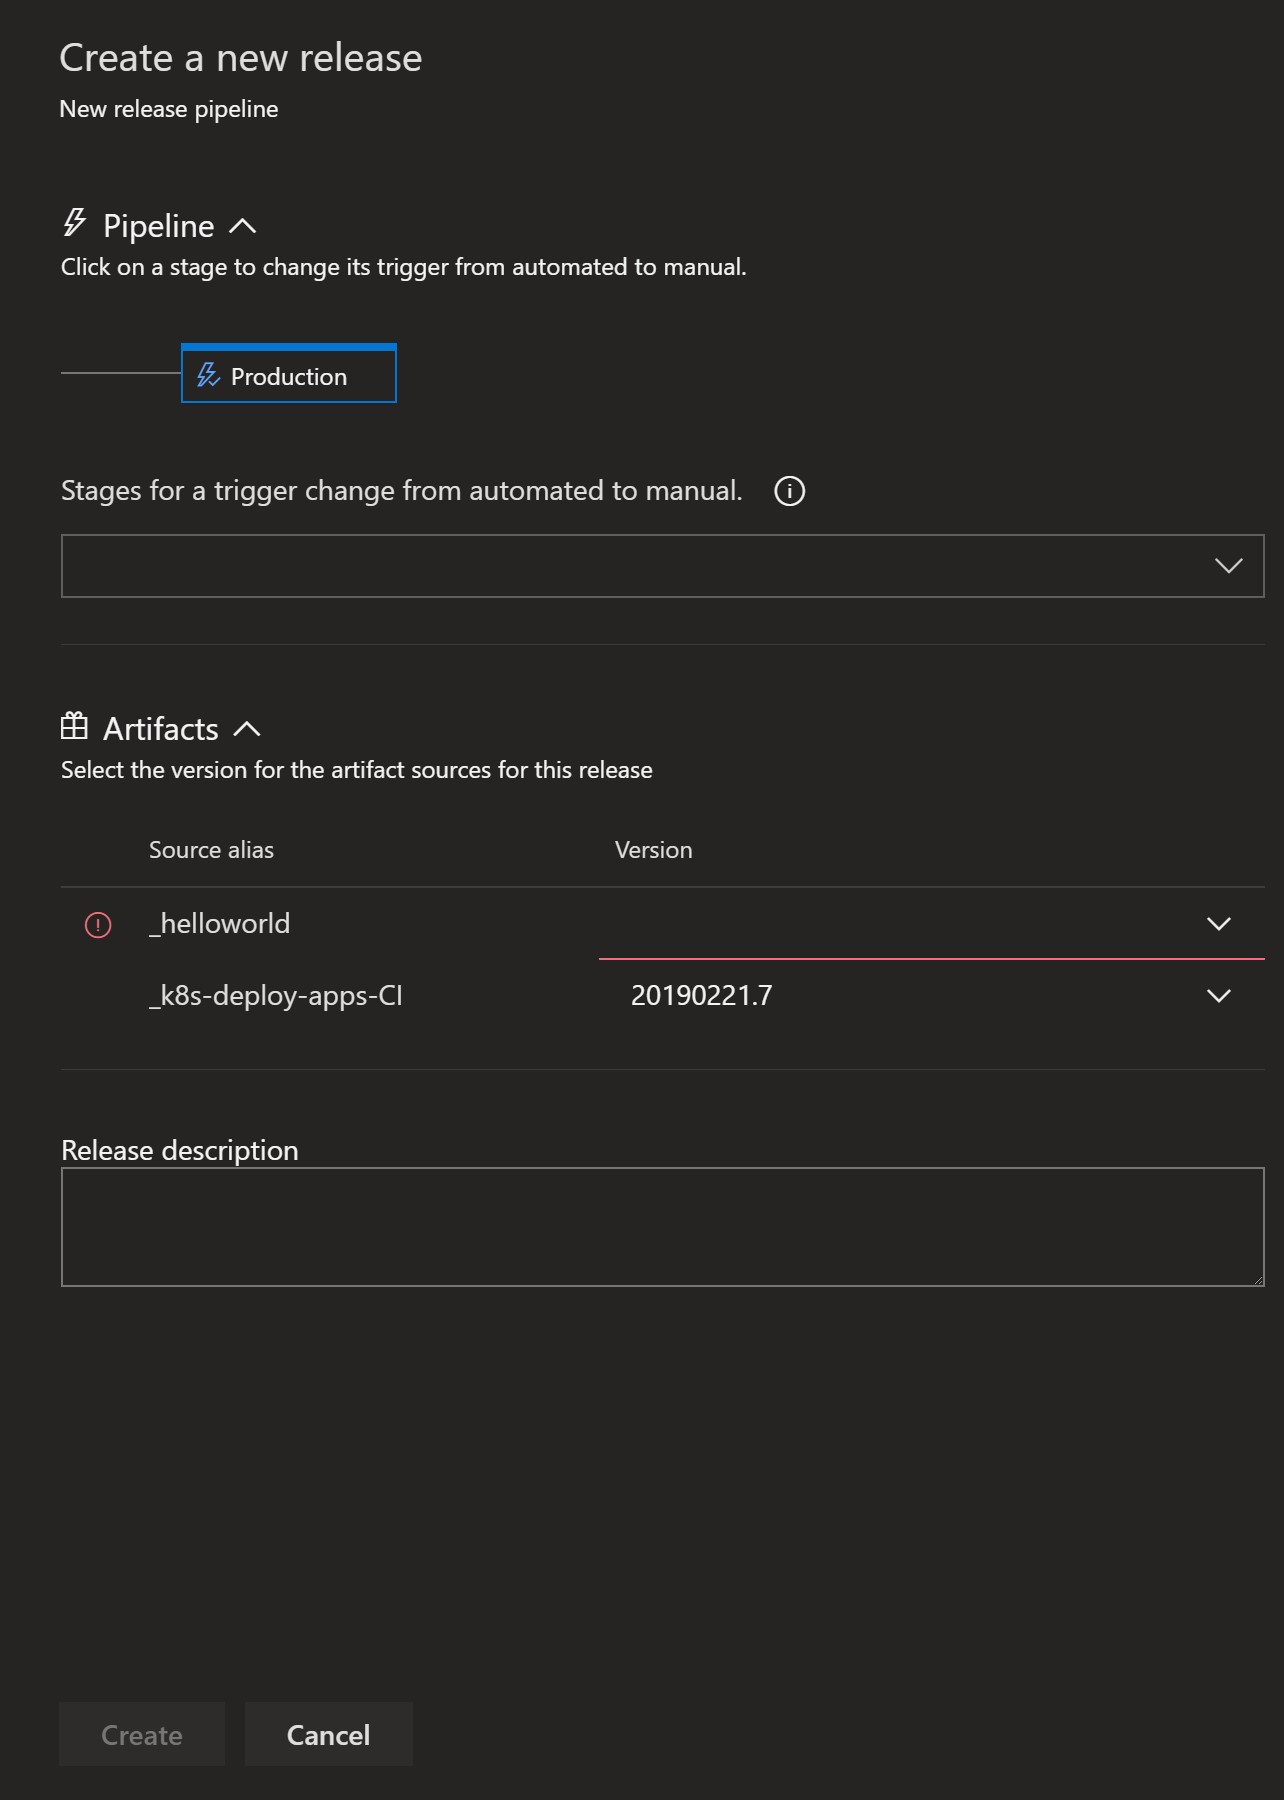 Create a new release
New release pipeline
Pipeline
Click on a stage to change its trigger from automated to manual.
Production
Stages for a trigger change from automated to manual.
Artifacts
Select the version for the artifact sources for this release
Source alias Version
_helloworld
_k8s-deploy-apps-CI 20190221.7
Release description
Create Cancel